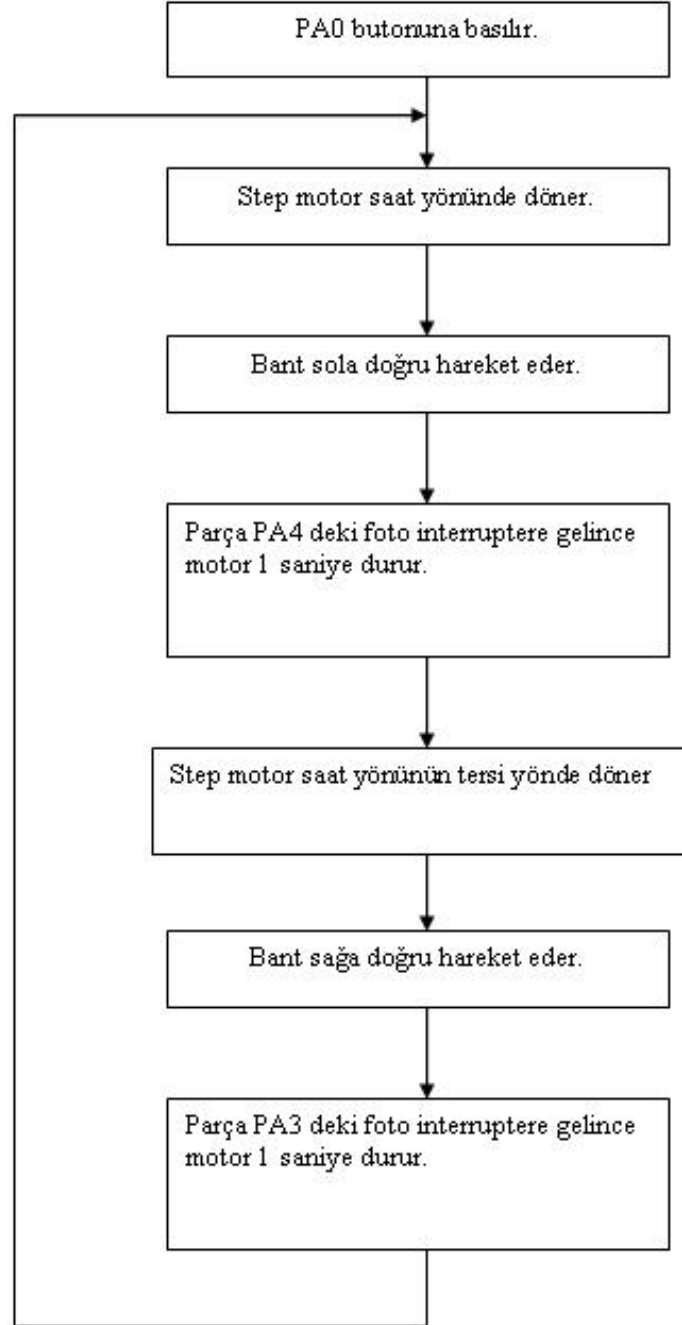 PA0 butonuna basılır.
Step motor saat yönünde döner.
Bant sola doğru hareket eder.
Parça PA4 deki foto interruptere gelince
motor 1 saniye durur.
Step motor saat yönünün tersi yönde döner
Bant sağa doğru hareket eder.
Parça PA3 deki foto interruptere gelince
motor 1 saniye durur.